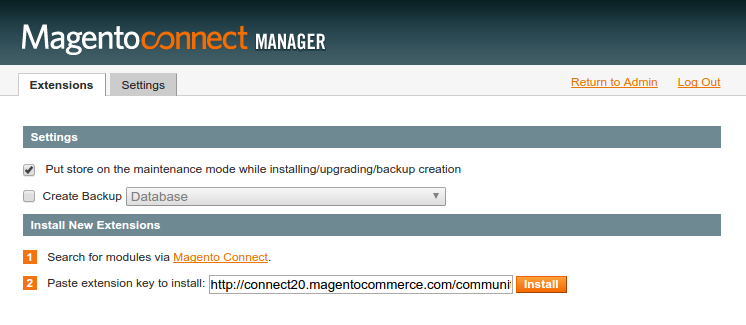 Magentoconnect MANAGER
Extensions Settings Return to Admin Log Out
Settings
Put store on the maintenance mode while installing/upgrading/backup creation
Create Backup Database
Install New Extensions
1 Search for modules via Magento Connect.
2 Paste extension key to install: http://connect20.magentocommerce.com/communi Install